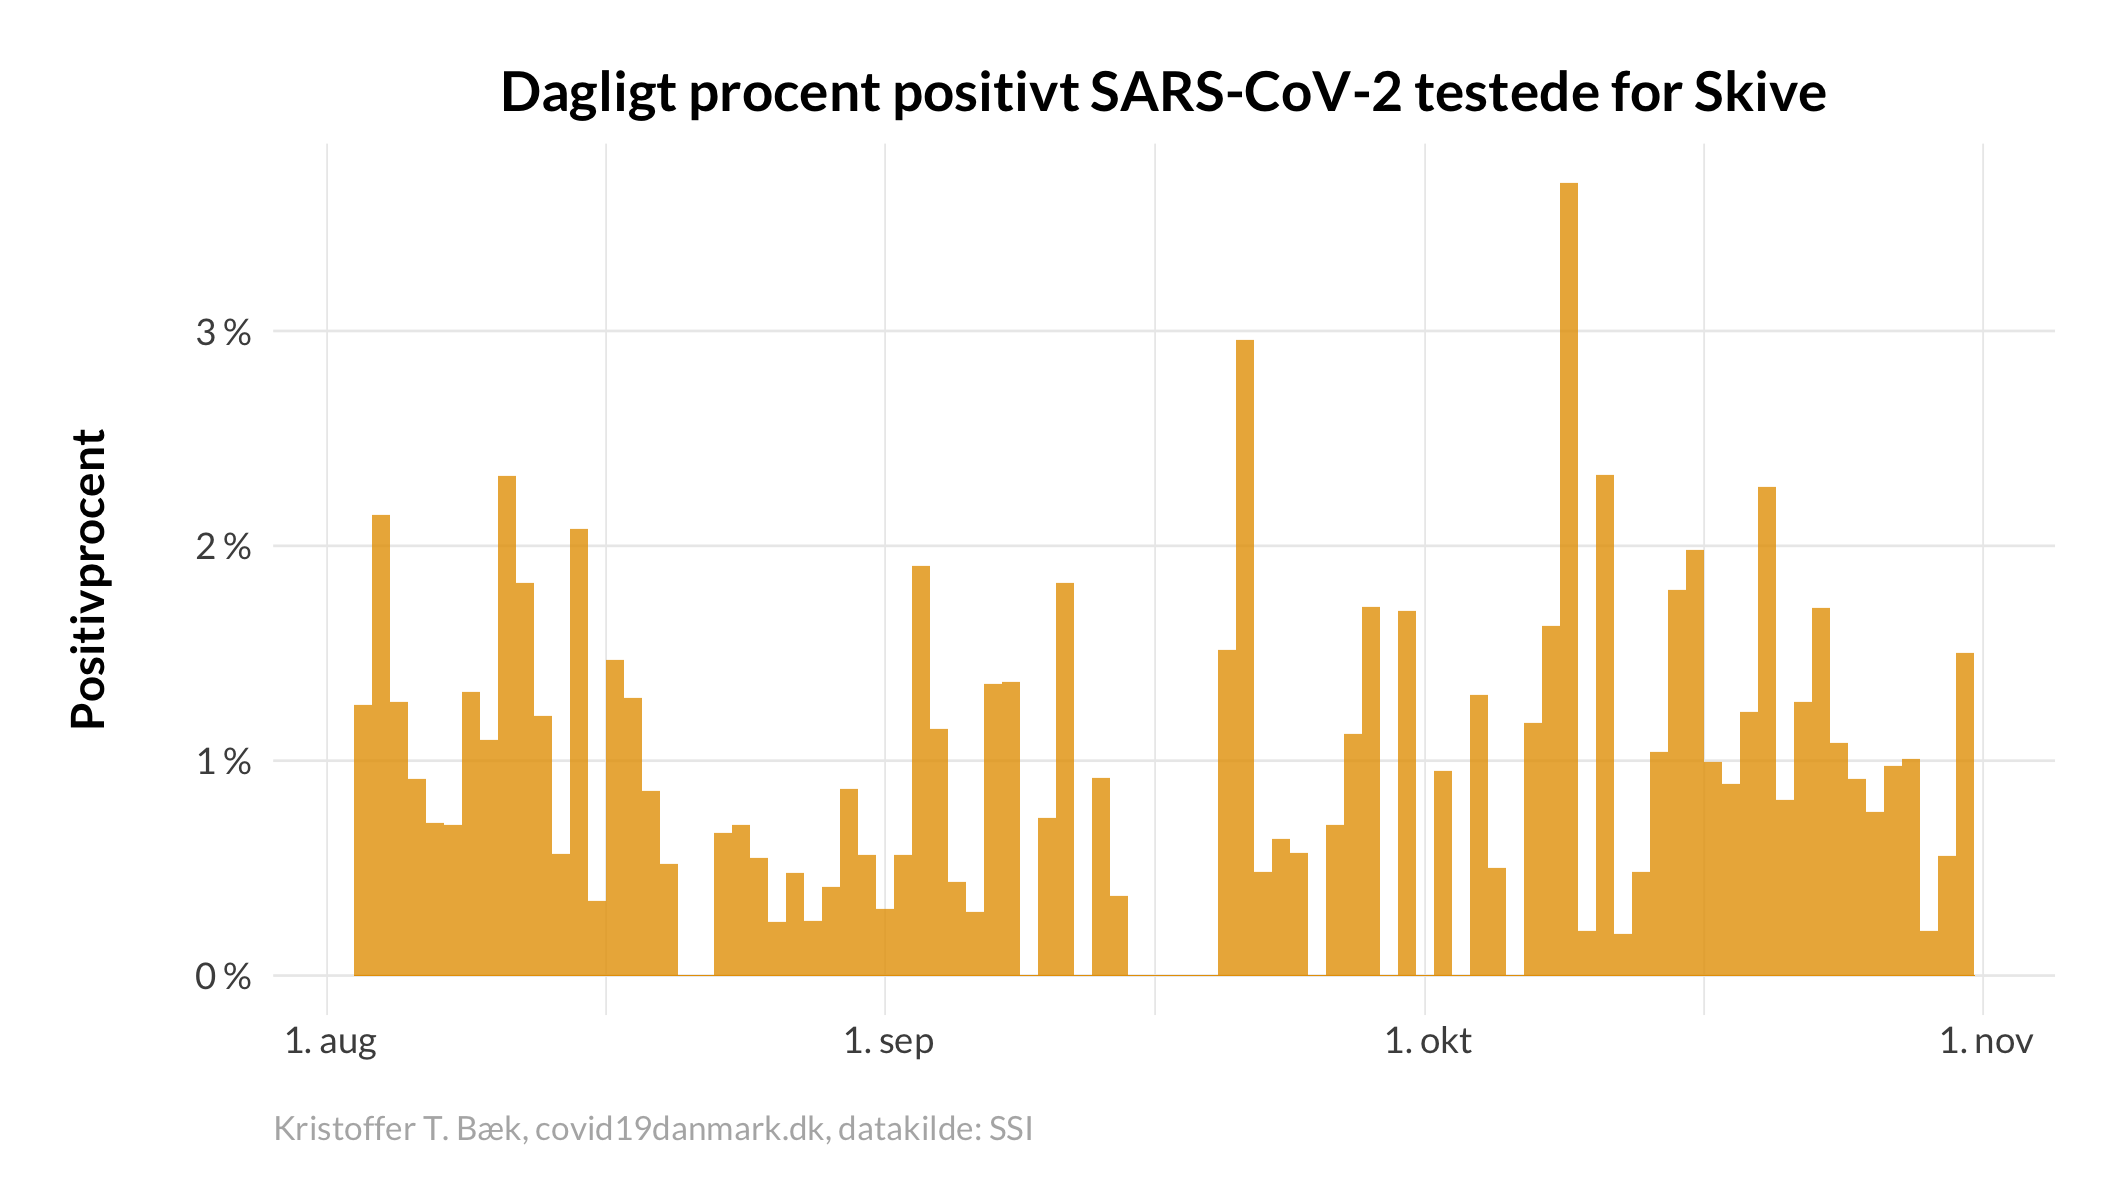 Dagligt procent positivt SARS-CoV-2 testede for Skive
Positivprocent
3 %
2 %
1 %
0 %
1. aug
1. sep
1. okt
1. nov
Kristoffer T. Bæk, covid19danmark.dk, datakilde: SSI